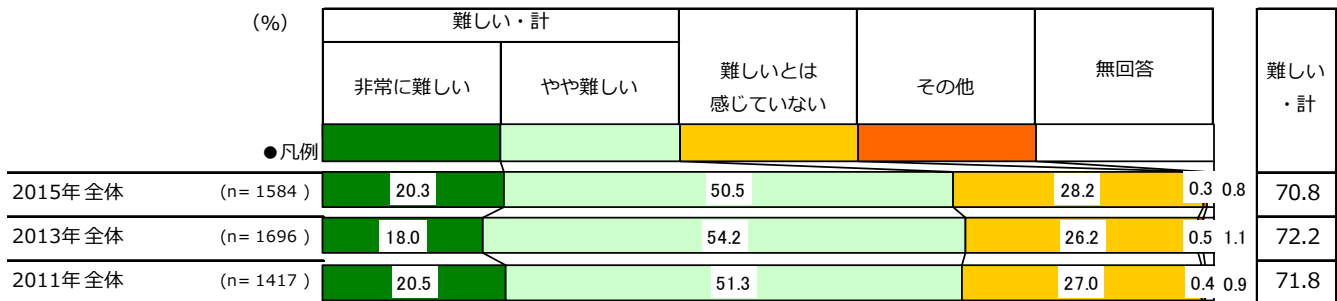 (%)
難しい・計
非常に難しい
やや難しい
難しいとは
感じていない
その他
無回答
難しい
・計
●凡例
2015年 全体 (n= 1584 ) 20.3 50.5 28.2 0.3 0.8 70.8
2013年 全体 (n= 1696 ) 18.0 54.2 26.2 0.5 1.1 72.2
2011年 全体 (n= 1417 ) 20.5 51.3 27.0 0.4 0.9 71.8